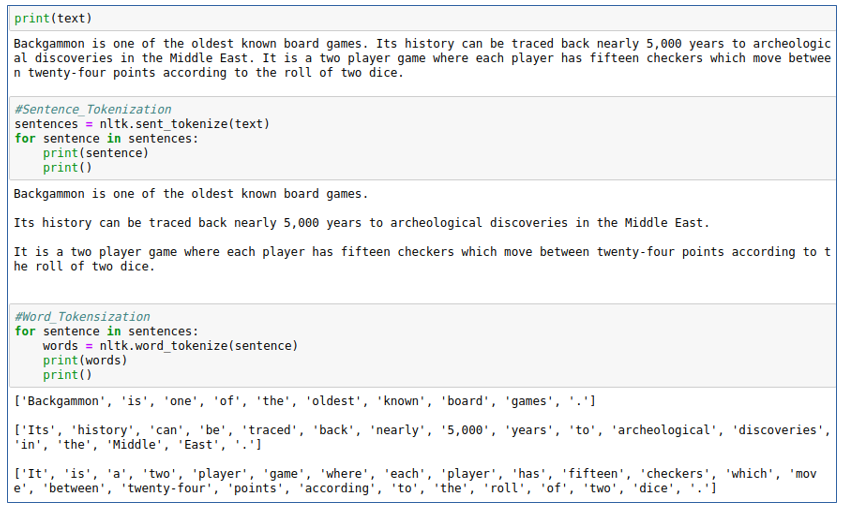 print(text)
Backgammon is one of the oldest known board games. Its history can be traced back nearly 5,000 years to archeologic
al discoveries in the Middle East. It is a two player game where each player has fifteen checkers which move betwee
n twenty-four points according to the roll of two dice.
#Sentence_Tokenization
sentences = nltk.sent_tokenize(text)
for sentence in sentences:
    print(sentence)
    print()
Backgammon is one of the oldest known board games.
Its history can be traced back nearly 5,000 years to archeological discoveries in the Middle East.
It is a two player game where each player has fifteen checkers which move between twenty-four points according to t
he roll of two dice.
#Word_Tokensization
for sentence in sentences:
    words = nltk.word_tokenize(sentence)
    print(words)
    print()
['Backgammon', 'is', 'one', 'of', 'the', 'oldest', 'known', 'board', 'games', '.']
['Its', 'history', 'can', 'be', 'traced', 'back', 'nearly', '5,000', 'years', 'to', 'archeological', 'discoveries',
'in', 'the', 'Middle', 'East', '.']
['It', 'is', 'a', 'two', 'player', 'game', 'where', 'each', 'player', 'has', 'fifteen', 'checkers', 'which', 'mov
e', 'between', 'twenty-four', 'points', 'according', 'to', 'the', 'roll', 'of', 'two', 'dice', '.']